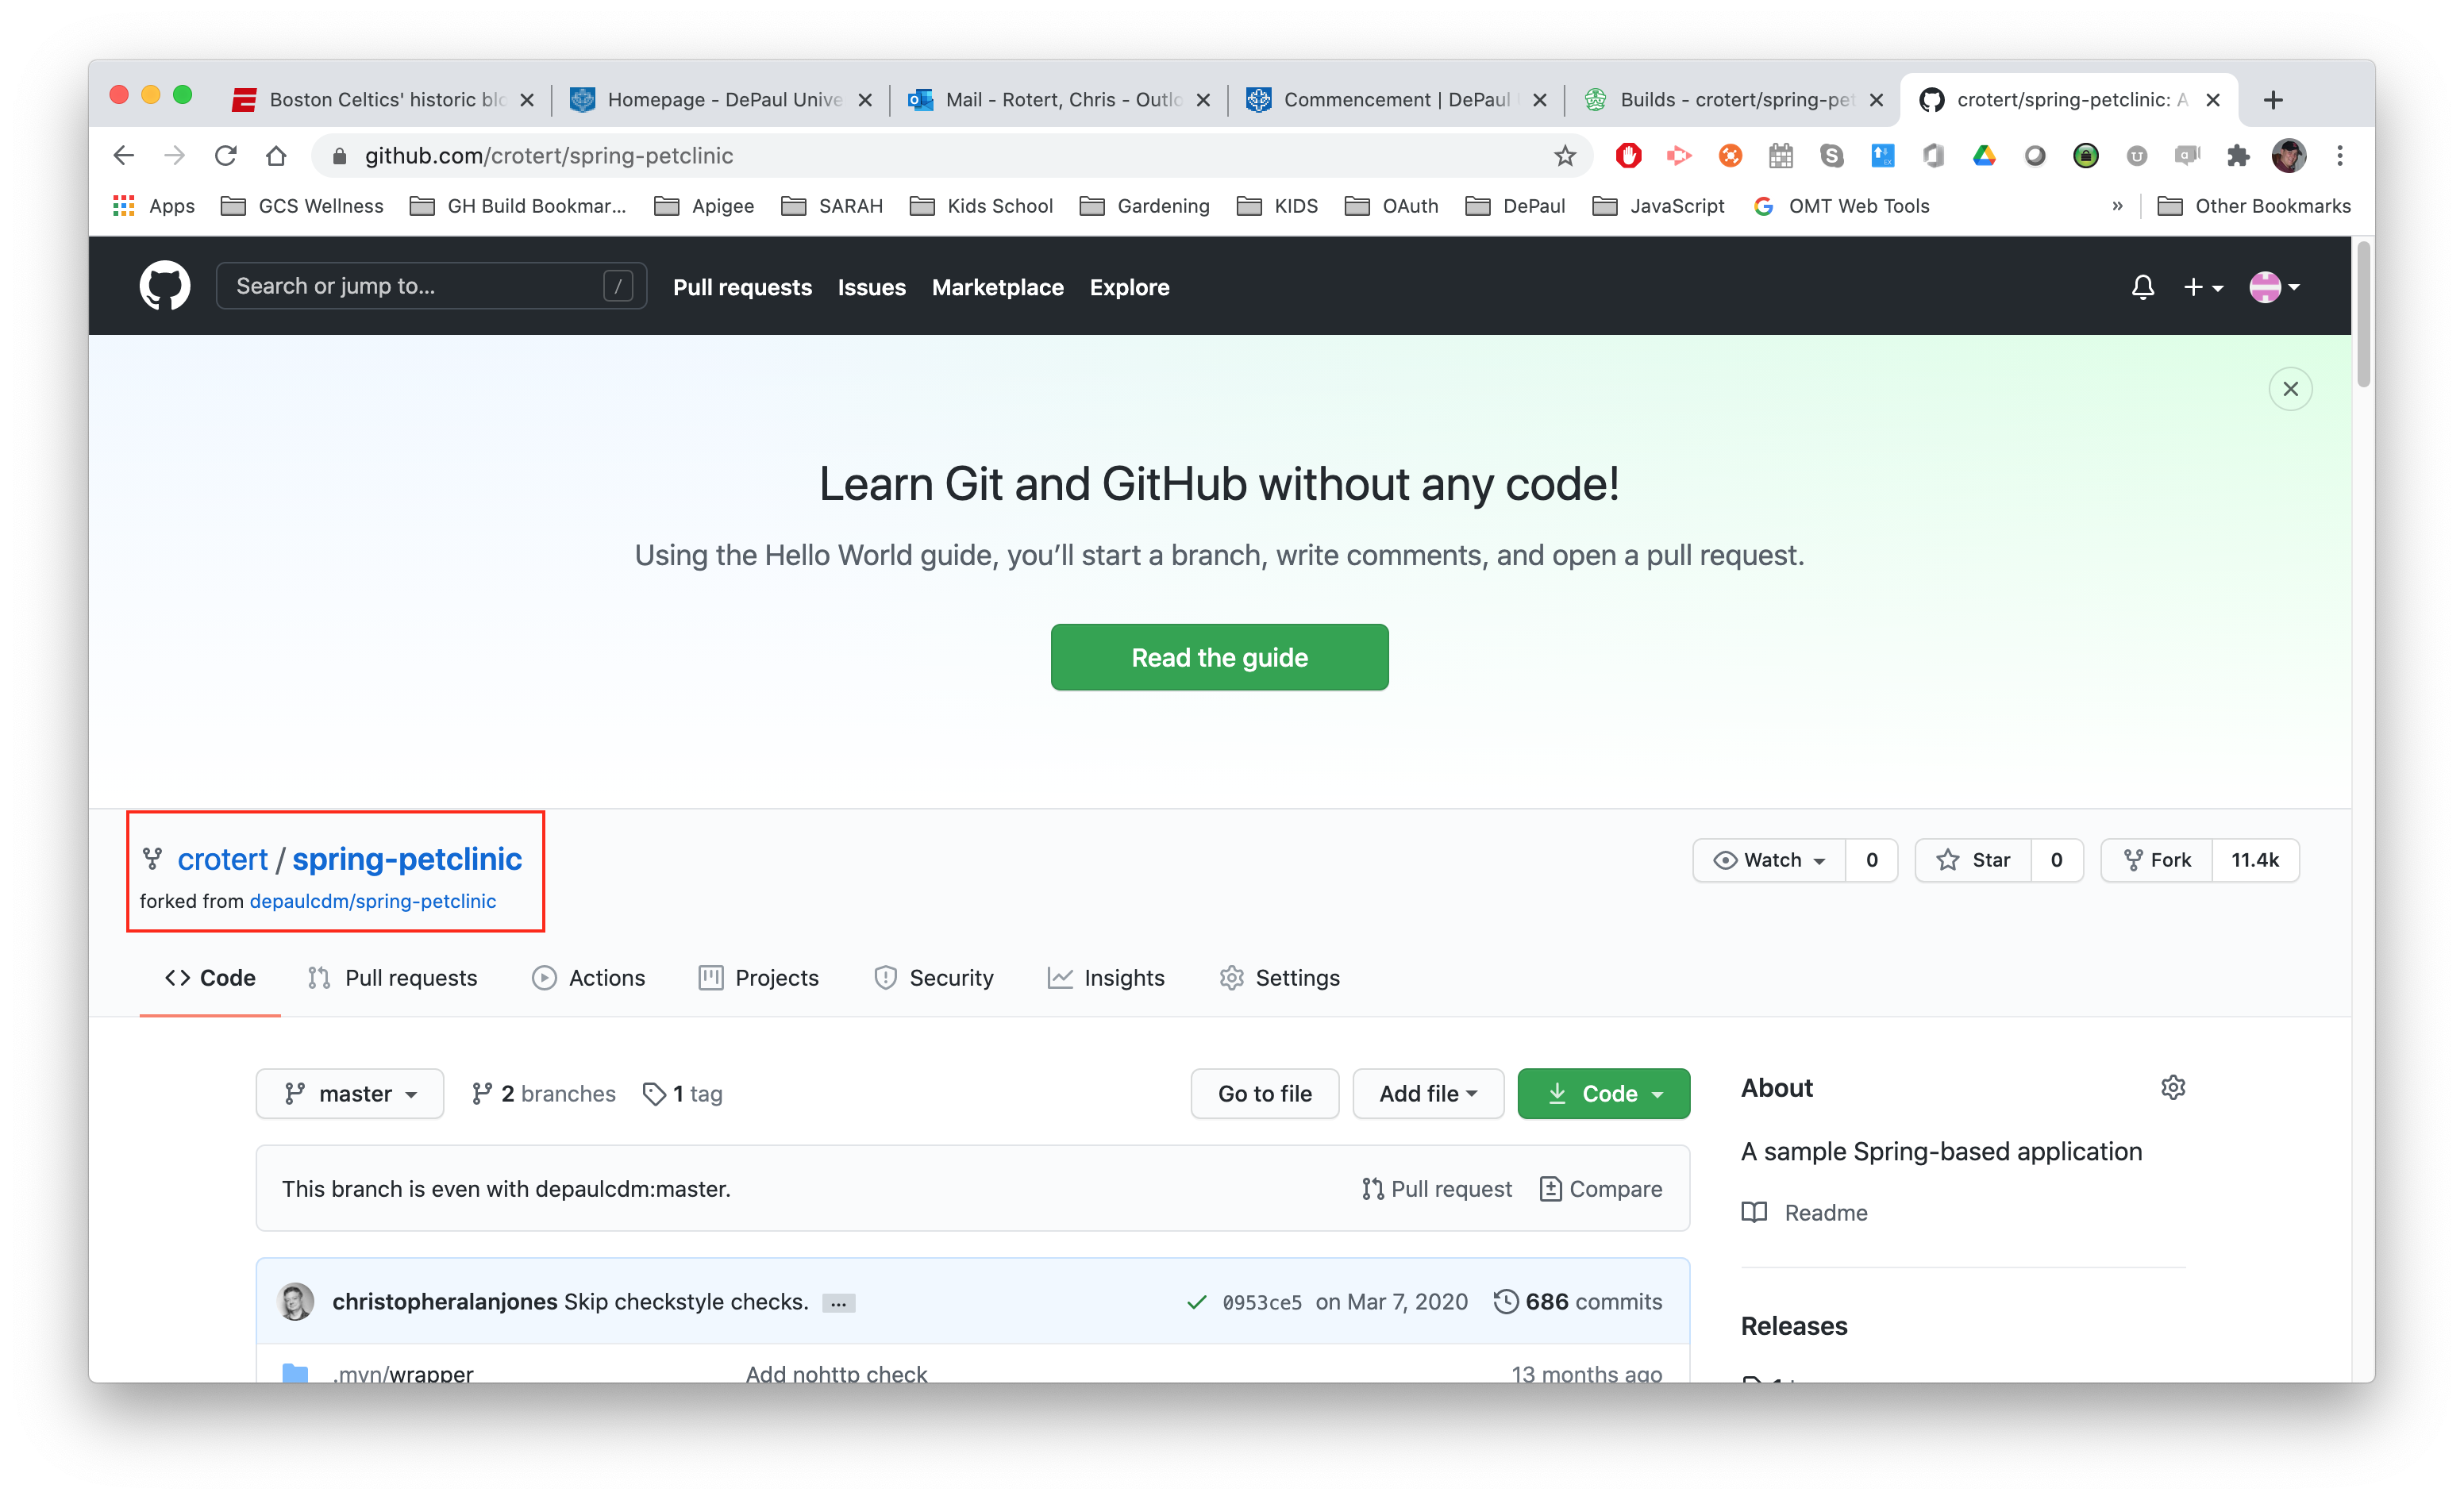 Boston Celtics' historic blo
Homepage - DePaul Unive
Mail - Rotert, Chris - Outlo
Commencement | DePaul
Builds - crotert/spring-pet
crotert/spring-petclinic: A
github.com/crotert/spring-petclinic
Apps GCS Wellness GH Build Bookmar... Apigee SARAH Kids School Gardening KIDS OAuth DePaul JavaScript OMT Web Tools » Other Bookmarks
Search or jump to... / Pull requests Issues Marketplace Explore
Learn Git and GitHub without any code!
Using the Hello World guide, you’ll start a branch, write comments, and open a pull request.
Read the guide
crotert / spring-petclinic Watch 0 Star 0 Fork 11.4k
forked from depaulcdm/spring-petclinic
Code Pull requests Actions Projects Security Insights Settings
master 2 branches 1 tag Go to file Add file Code
About
A sample Spring-based application
Readme
Releases
This branch is even with depaulcdm:master. Pull request Compare
christopheralanjones Skip checkstyle checks. ... 0953ce5 on Mar 7, 2020 686 commits
.mvn/wrapper Add nohttp check 13 months ago